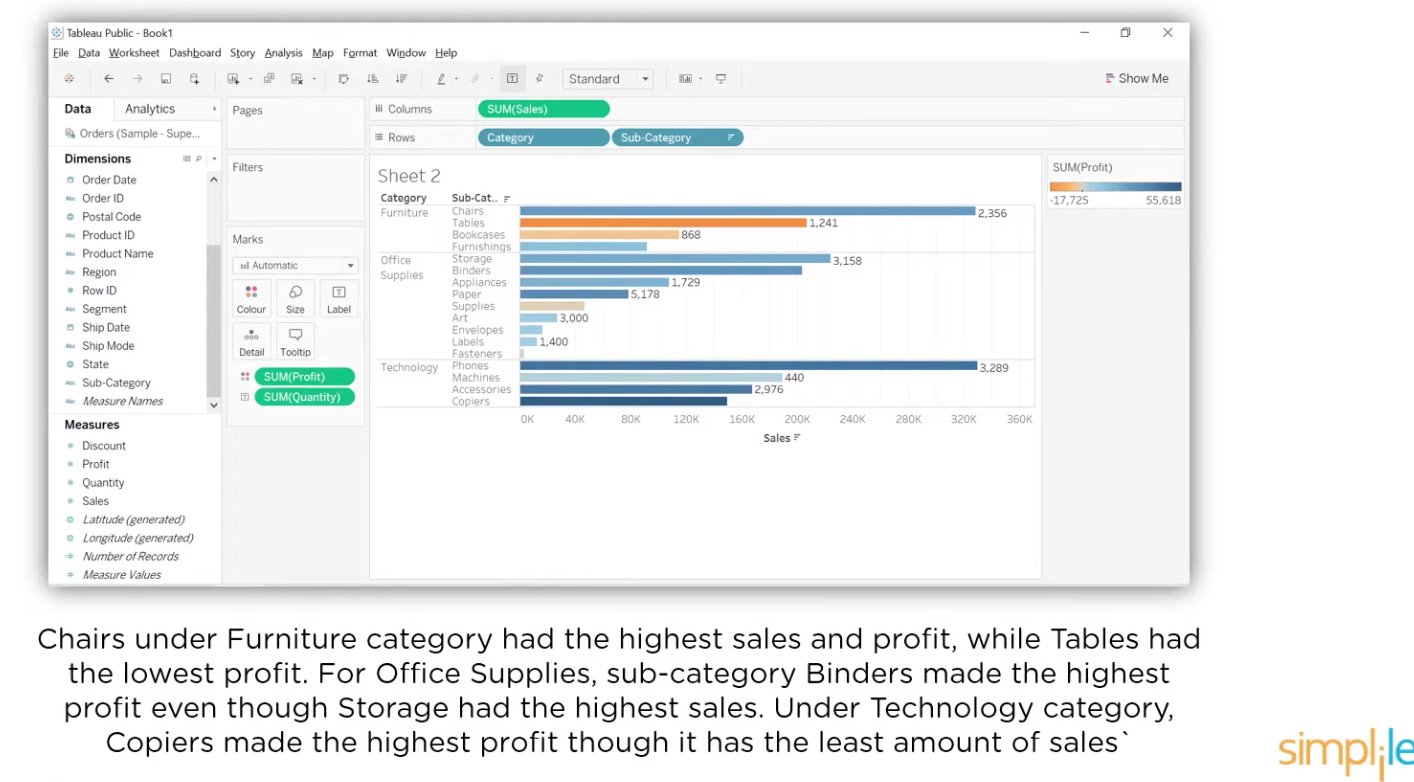 Tableau Public - Book1
File Data Worksheet Dashboard Story Analysis Map Format Window Help
Standard
Show Me
Data Analytics
Orders (Sample - Supe...
Dimensions
Order Date
Order ID
Postal Code
Product ID
Product Name
Region
Row ID
Segment
Ship Date
Ship Mode
State
Sub-Category
Measure Names
Measures
Discount
Profit
Quantity
Sales
Latitude (generated)
Longitude (generated)
Number of Records
Measure Values
Pages
Filters
Marks
Automatic
Colour Size Label
Detail Tooltip
SUM(Profit)
SUM(Quantity)
Columns SUM(Sales)
Rows Category Sub-Category
Sheet 2
Category Sub-Cat..
Furniture Chairs 2,356
Tables 1,241
Bookcases 868
Furnishings
Office Supplies Storage 3,158
Binders
Appliances 1,729
Paper 5,178
Supplies
Art 3,000
Envelopes
Labels 1,400
Fasteners
Technology Phones 3,289
Machines 440
Accessories 2,976
Copiers
0K 40K 80K 120K 160K 200K 240K 280K 320K 360K
Sales
SUM(Profit)
-17,725 55,618
Chairs under Furniture category had the highest sales and profit, while Tables had
the lowest profit. For Office Supplies, sub-category Binders made the highest
profit even though Storage had the highest sales. Under Technology category,
Copiers made the highest profit though it has the least amount of sales`
simplile